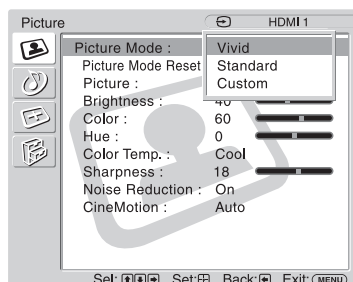 Picture HDMI 1
Picture Mode : Vivid
Picture Mode Reset Standard
Picture : Custom
Brightness : 40
Color : 60
Hue : 0
Color Temp. : Cool
Sharpness : 18
Noise Reduction : On
CineMotion : Auto
Sel: Set: Back: Exit: MENU